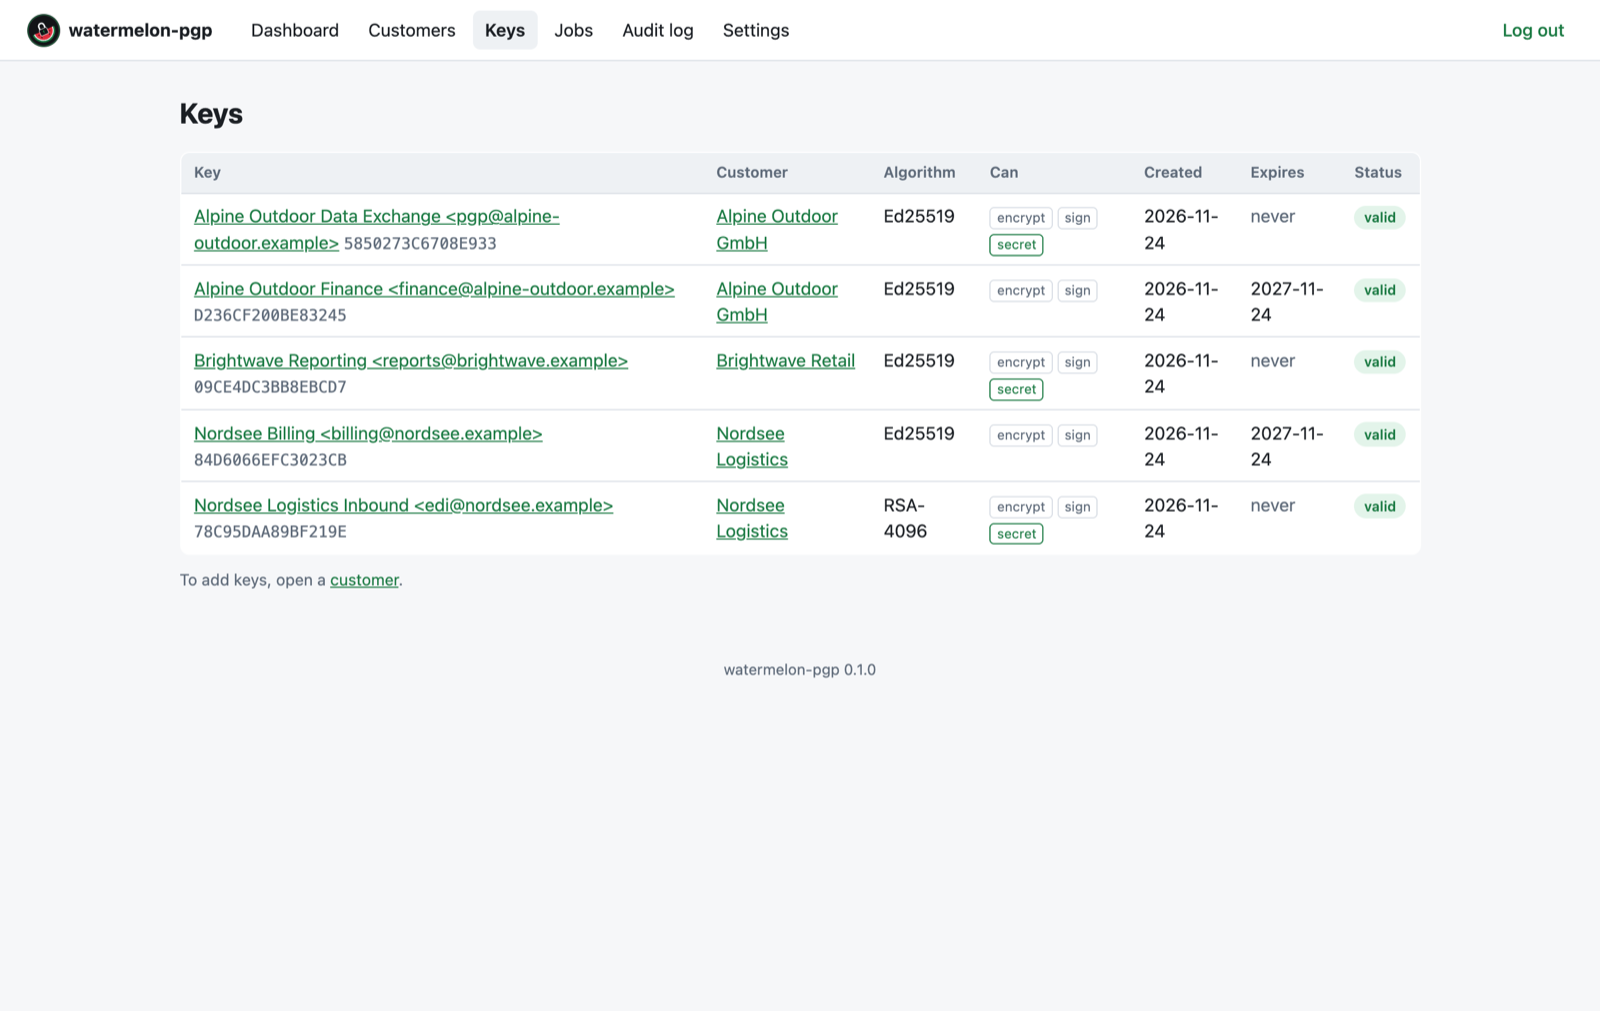 watermelon-pgp Dashboard Customers Keys Jobs Audit log Settings Log out
Keys
Key Customer Algorithm Can Created Expires Status
Alpine Outdoor Data Exchange <pgp@alpine- Alpine Outdoor Ed25519 encrypt sign 2026-11- never valid
outdoor.example> 5850273C6708E933 GmbH secret 24
Alpine Outdoor Finance <finance@alpine-outdoor.example> Alpine Outdoor Ed25519 encrypt sign 2026-11- 2027-11- valid
D236CF200BE83245 GmbH 24 24
Brightwave Reporting <reports@brightwave.example> Brightwave Retail Ed25519 encrypt sign 2026-11- never valid
09CE4DC3BB8EBCD7 secret 24
Nordsee Billing <billing@nordsee.example> Nordsee Ed25519 encrypt sign 2026-11- 2027-11- valid
84D6066EFC3023CB Logistics 24 24
Nordsee Logistics Inbound <edi@nordsee.example> Nordsee RSA- encrypt sign 2026-11- never valid
78C95DAA89BF219E Logistics 4096 secret 24
To add keys, open a customer.
watermelon-pgp 0.1.0